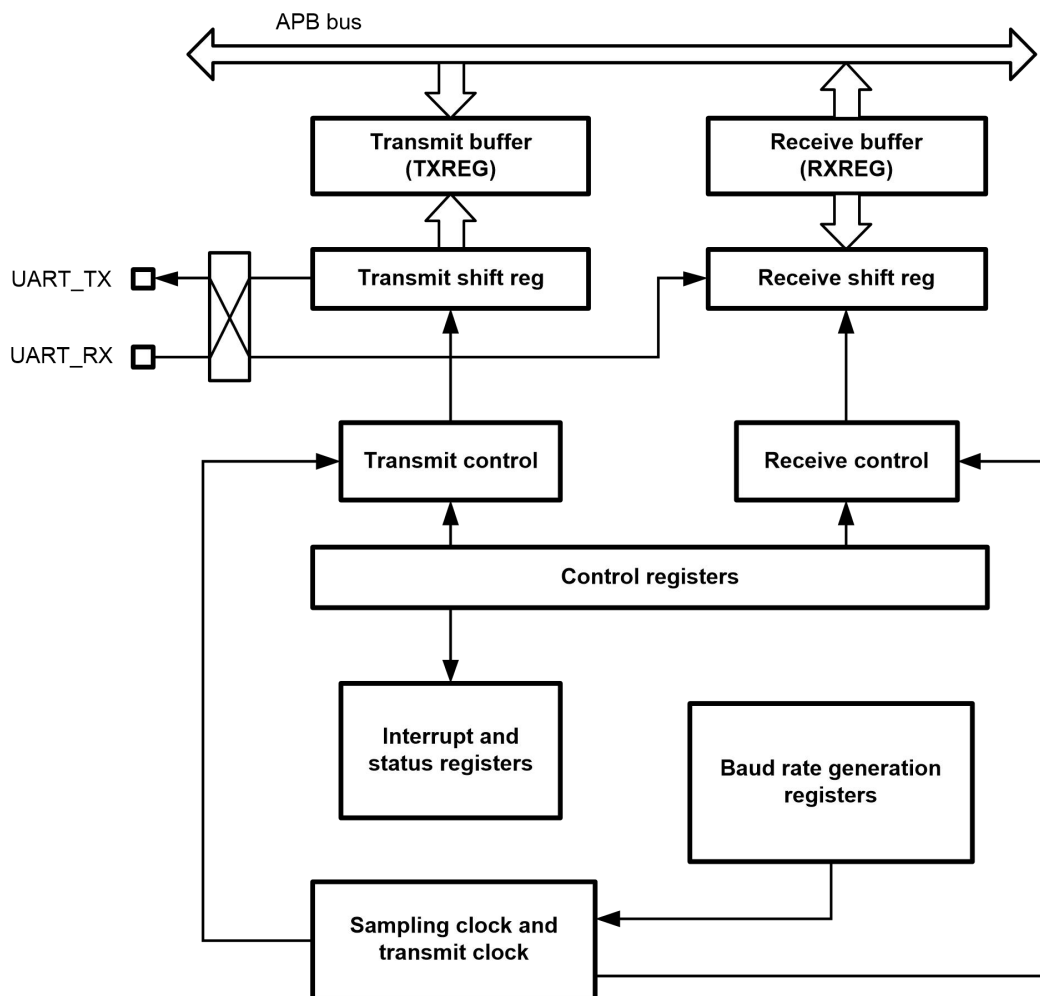 APB bus
Transmit buffer
(TXREG)
Receive buffer
(RXREG)
UART_TX
Transmit shift reg
Receive shift reg
UART_RX
Transmit control
Receive control
Control registers
Interrupt and
status registers
Baud rate generation
registers
Sampling clock and
transmit clock